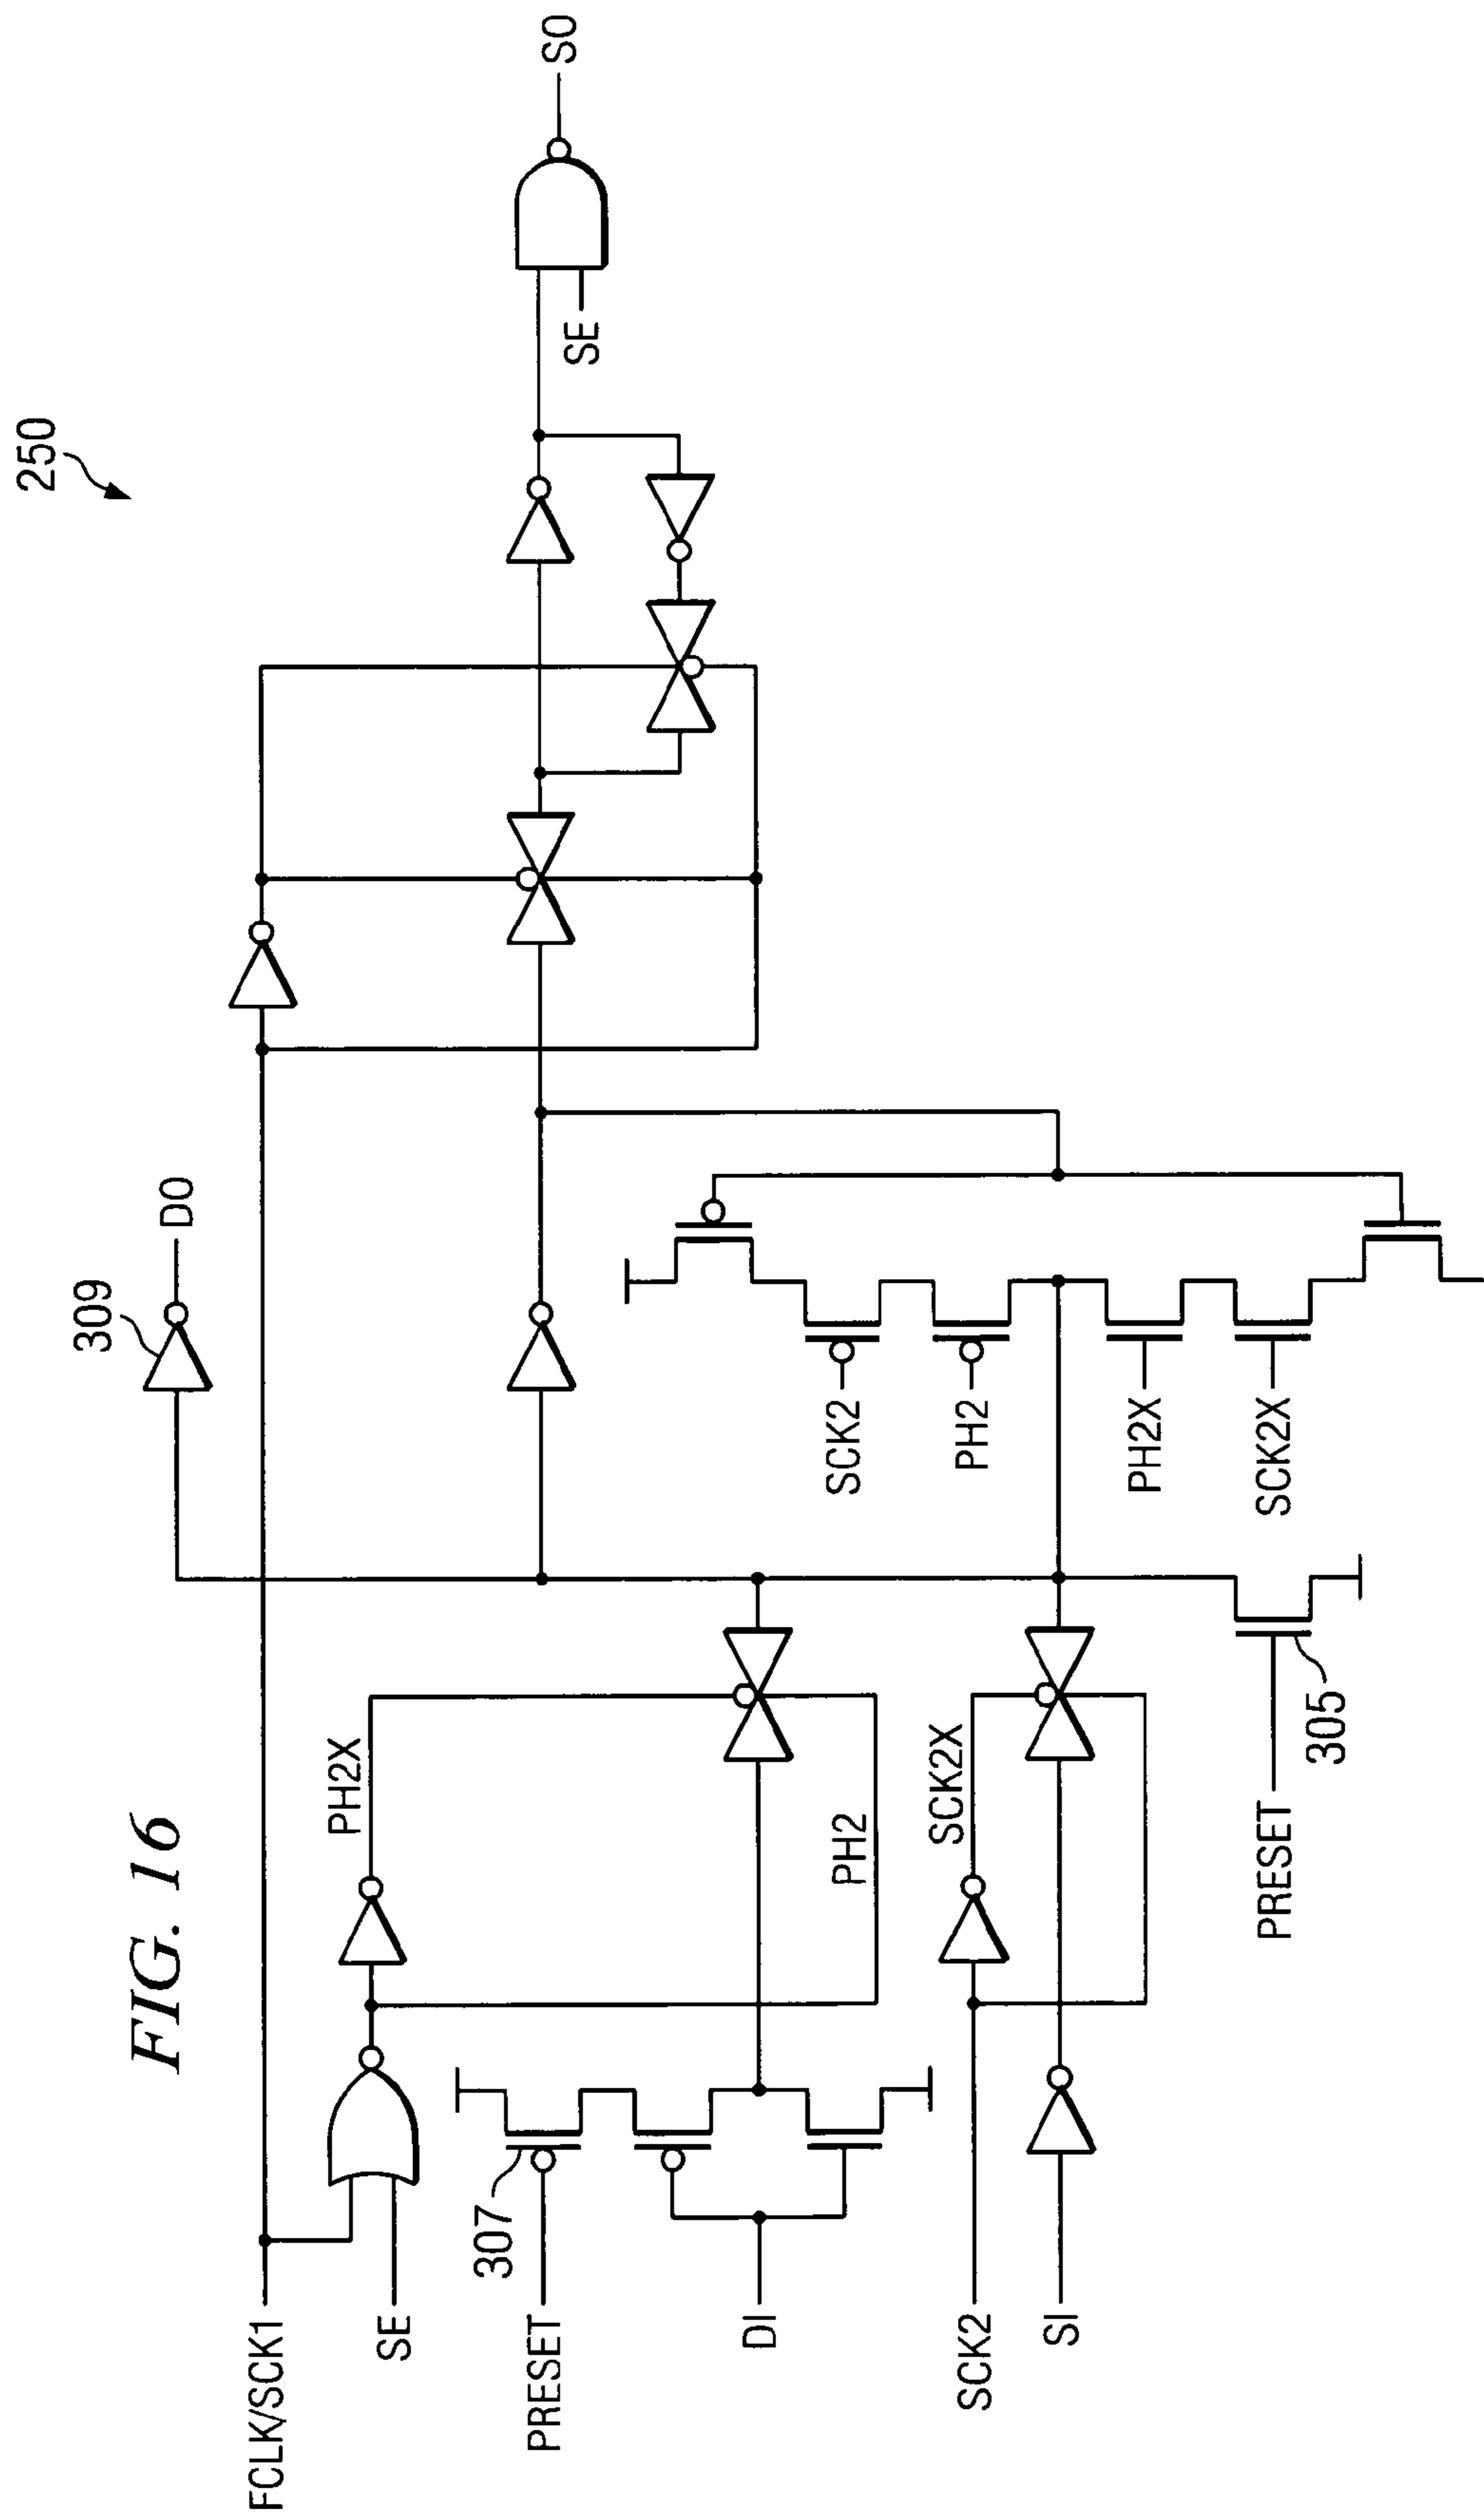 FIG. 16
250
FCLK/SCK1
SE
PH2X
309
DO
PRESET
307
DI
PH2
SCK2
SI
SCK2X
PRESET
305
SCK2
PH2
PH2X
SCK2X
SE
SO